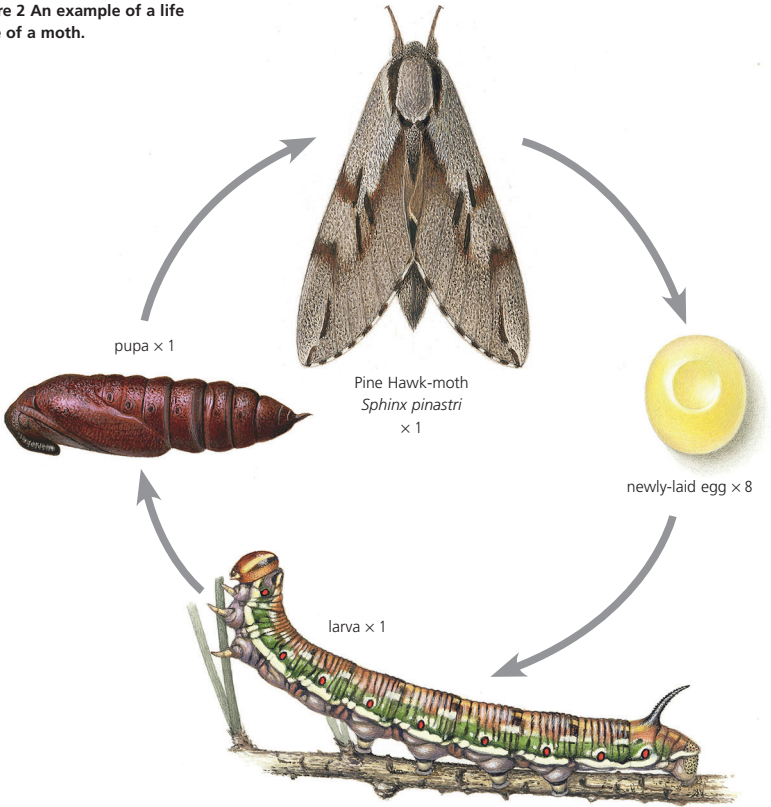 2 An example of a life
of a moth.
pupa × 1
Pine Hawk-moth
Sphinx pinastri
× 1
newly-laid egg × 8
larva × 1